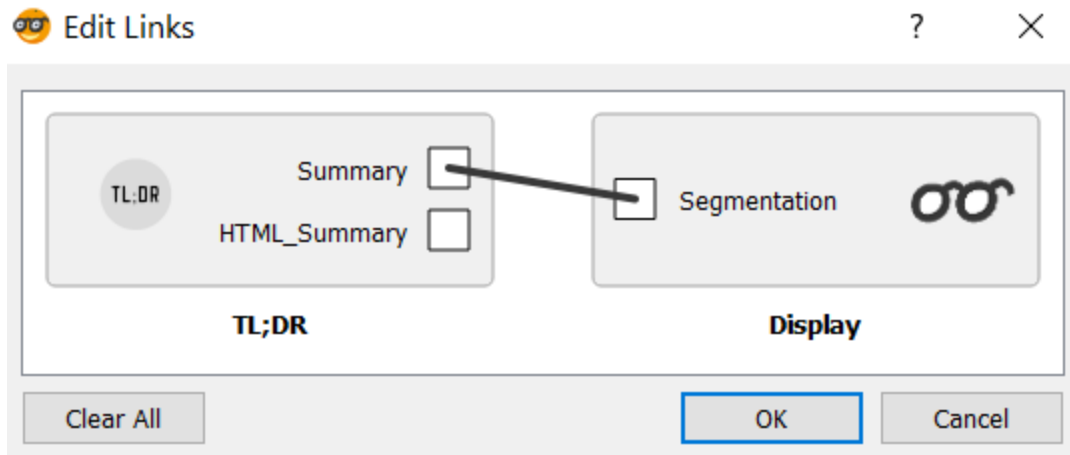 Edit Links
?
TL;DR
Summary
HTML_Summary
Segmentation
TL;DR
Display
Clear All
OK
Cancel